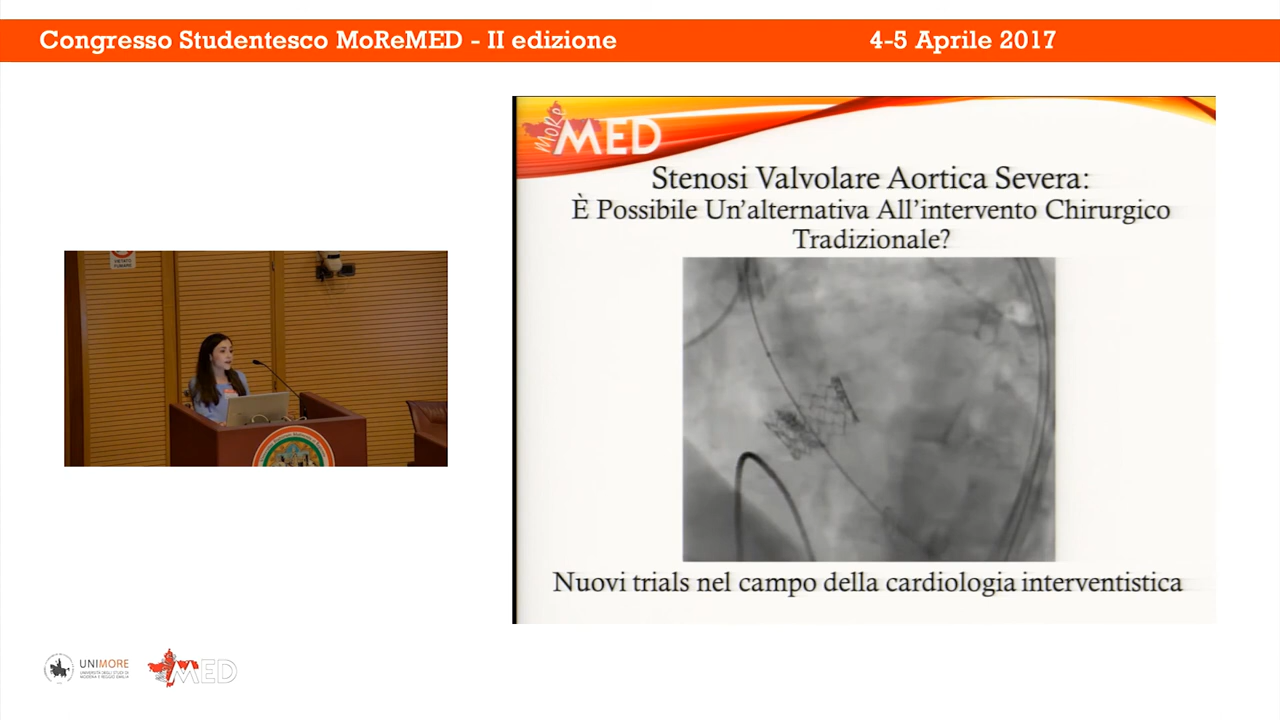 Congresso Studentesco MoReMED - II edizione
4-5 Aprile 2017
MoRe
MED
Stenosi Valvolare Aortica Severa:
È Possibile Un'alternativa All'intervento Chirurgico
Tradizionale?
Nuovi trials nel campo della cardiologia interventistica
VIETATO
FUMARE
UNIMORE
UNIVERSITÀ DEGLI STUDI DI
MODENA E REGGIO EMILIA
MED